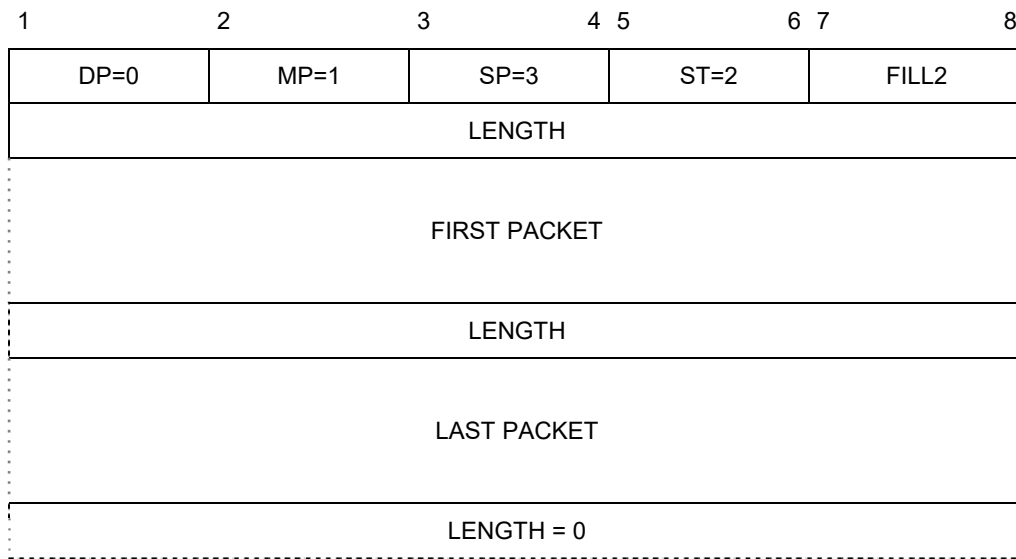 1 2 3 4 5 6 7 8
DP=0 MP=1 SP=3 ST=2 FILL2
LENGTH
FIRST PACKET
LENGTH
LAST PACKET
LENGTH = 0